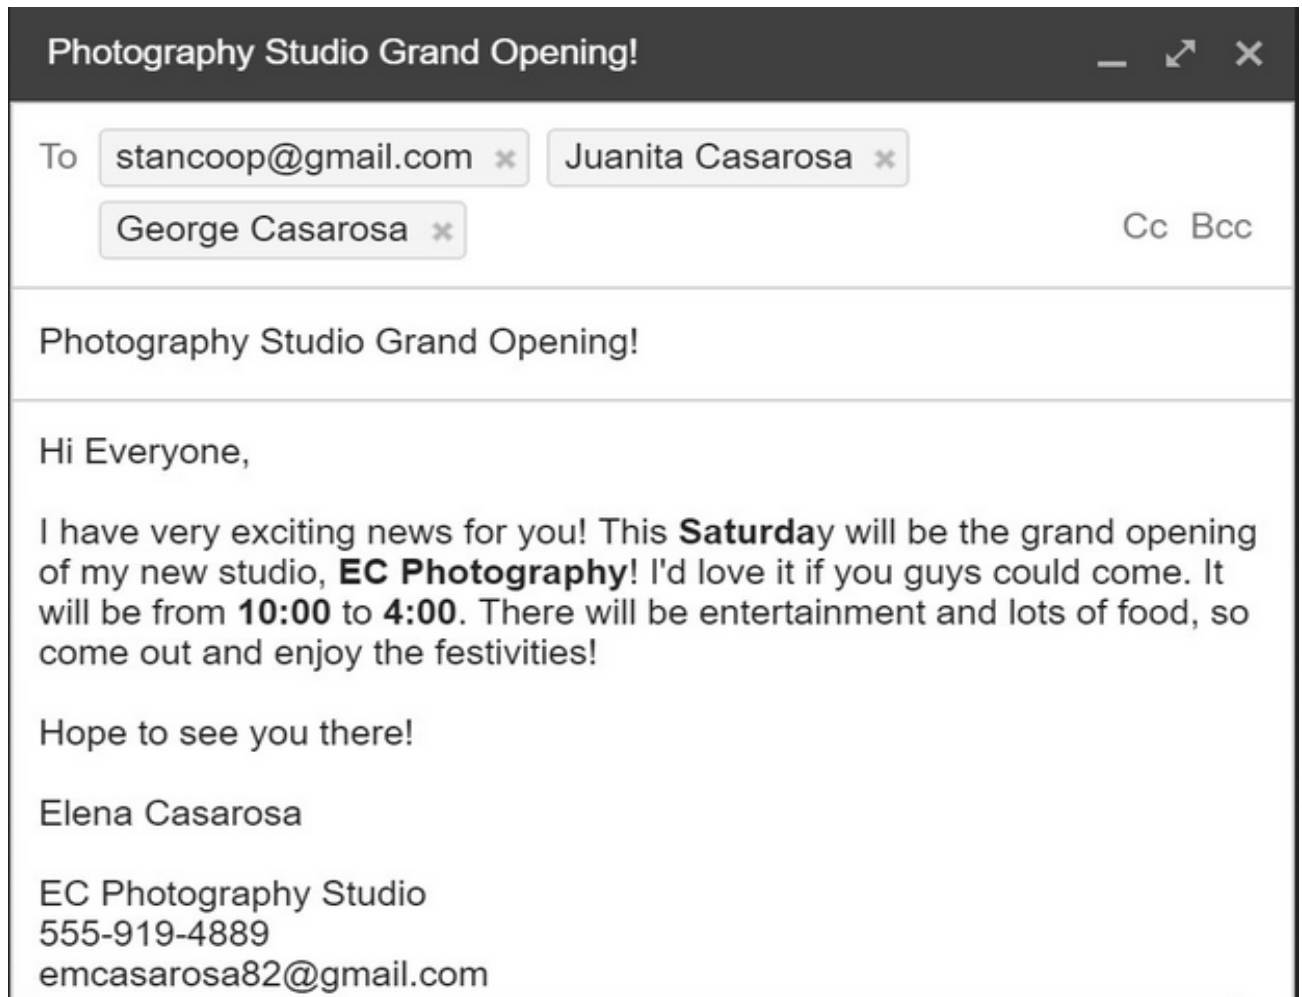 Photography Studio Grand Opening!
To stancoop@gmail.com Juanita Casarosa
George Casarosa Cc Bcc
Photography Studio Grand Opening!
Hi Everyone,
I have very exciting news for you! This Saturday will be the grand opening
of my new studio, EC Photography! I'd love it if you guys could come. It
will be from 10:00 to 4:00. There will be entertainment and lots of food, so
come out and enjoy the festivities!
Hope to see you there!
Elena Casarosa
EC Photography Studio
555-919-4889
emcasarosa82@gmail.com